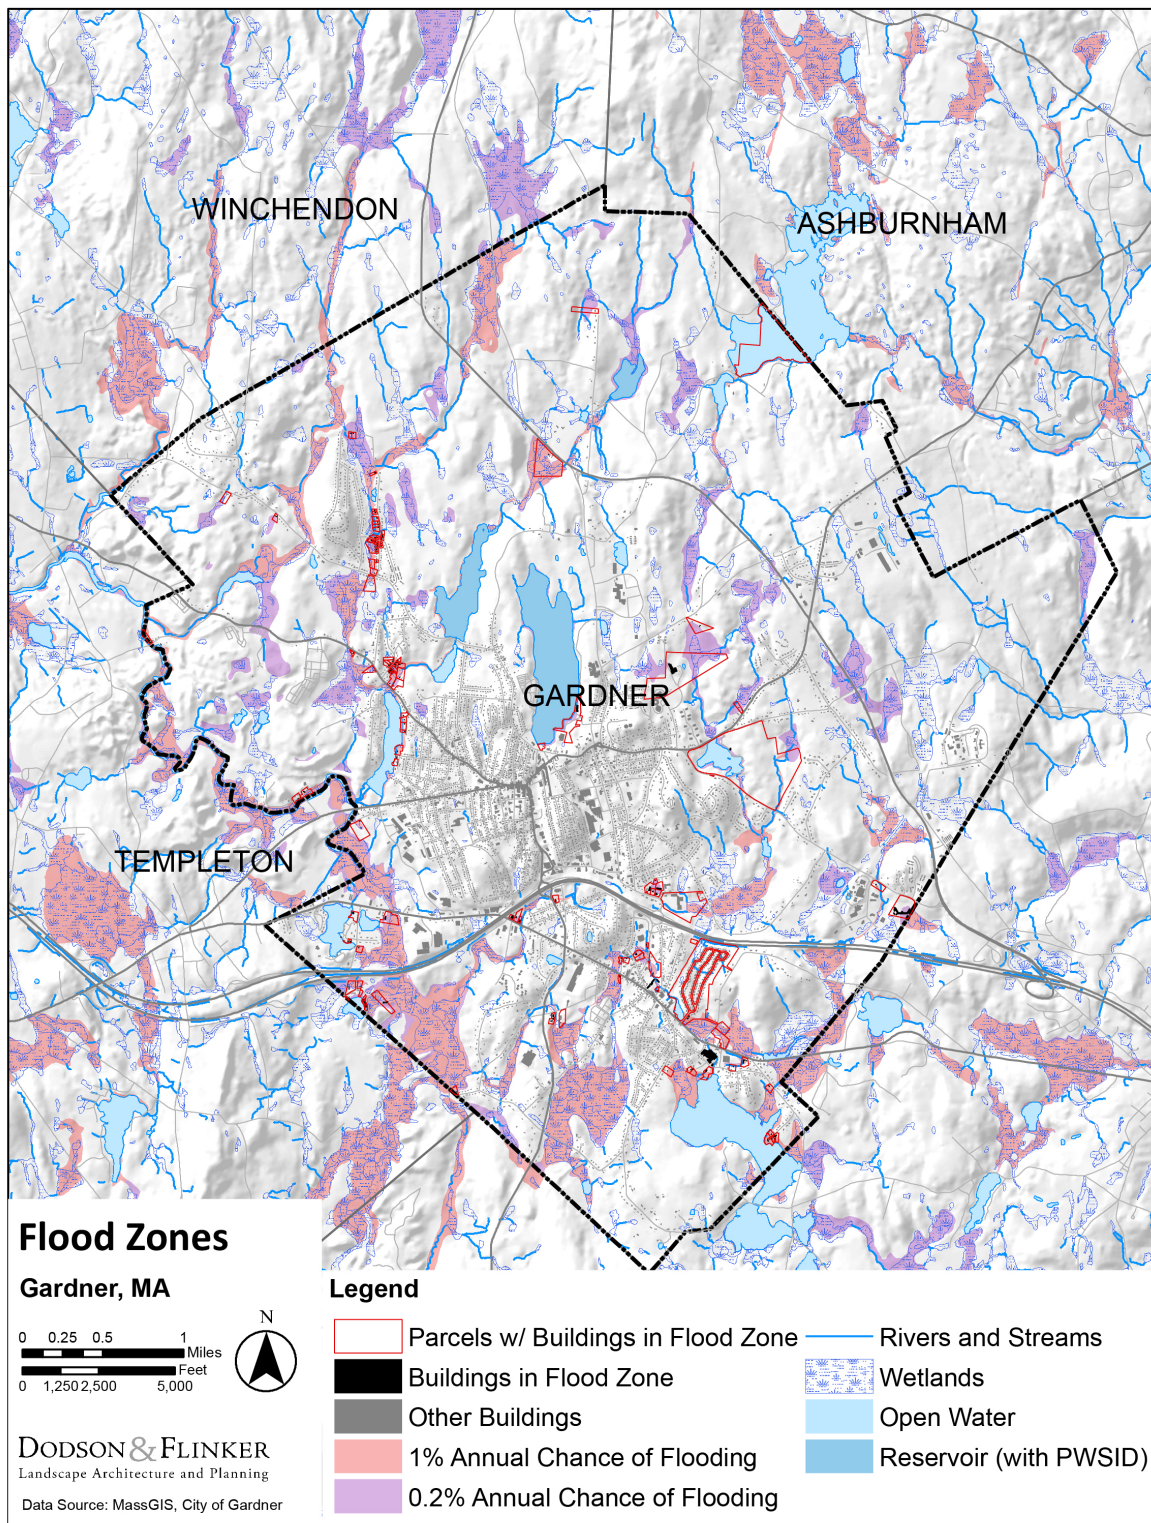 WINCHENDON
ASHBURNHAM
GARDNER
TEMPLETON
Flood Zones
Gardner, MA
0 0.25 0.5 1
Miles
Feet
0 1,250 2,500 5,000
N
DODSON & FLINKER
Landscape Architecture and Planning
Data Source: MassGIS, City of Gardner
Legend
Parcels w/ Buildings in Flood Zone
Buildings in Flood Zone
Other Buildings
1% Annual Chance of Flooding
0.2% Annual Chance of Flooding
Rivers and Streams
Wetlands
Open Water
Reservoir (with PWSID)